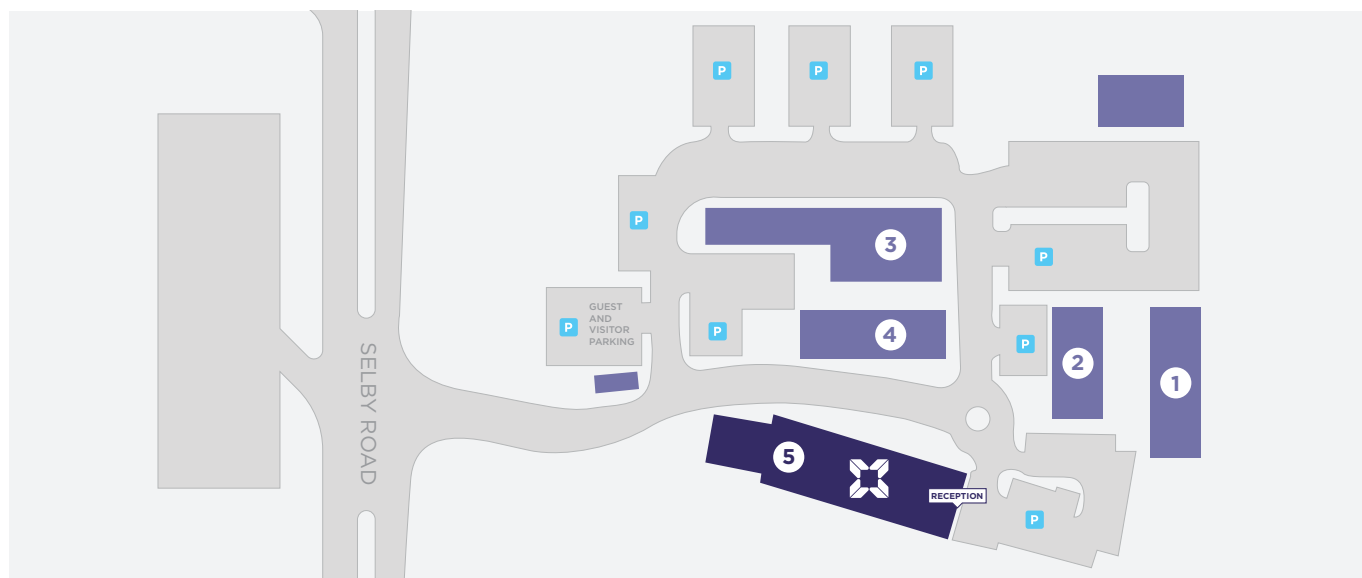 P
P
P
P
3
P
P
GUEST
AND
VISITOR
PARKING
P
4
P
2
1
SELBY ROAD
5
RECEPTION
P